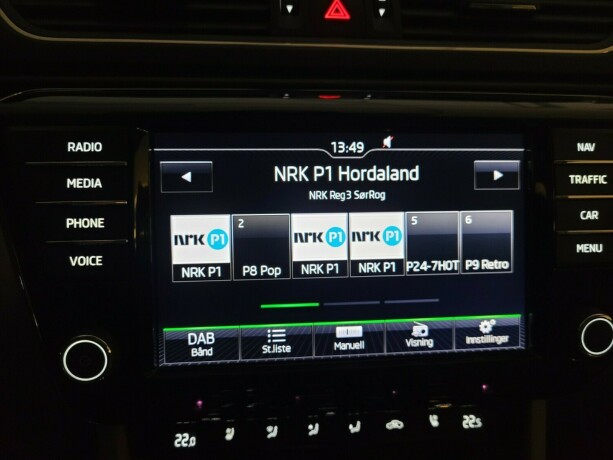 RADIO
MEDIA
PHONE
VOICE
NAV
TRAFFIC
CAR
MENU
13:49
NRK P1 Hordaland
NRK Reg3 SørRog
nrk P1
NRK P1
2
P8 Pop
nrk P1
NRK P1
nrk P1
NRK P1
5
P24-7HOT
6
P9 Retro
DAB
Bånd
St.liste
Manuell
Visning
Innstillinger
22.0
22.5